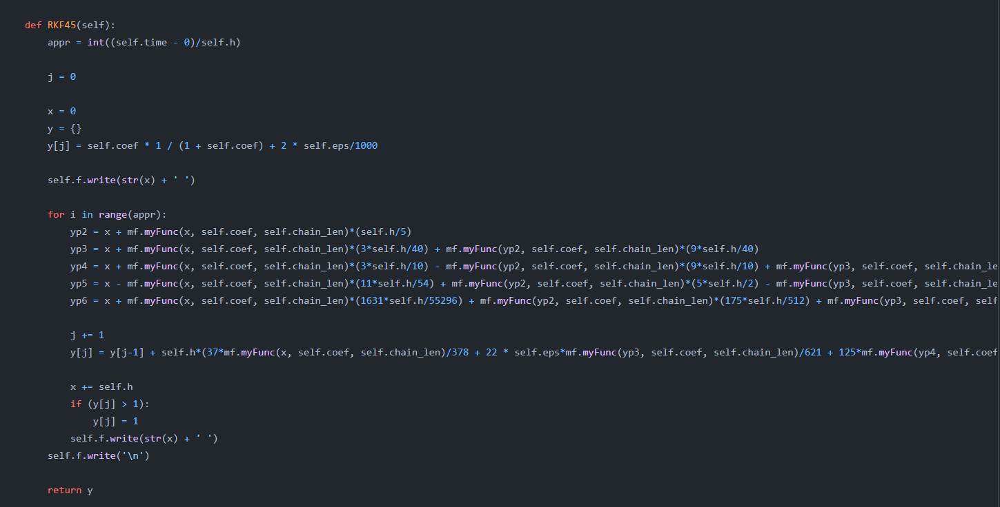 def RKF45(self):
appr = int((self.time - 0)/self.h)
j = 0
x = 0
y = {}
y[j] = self.coef * 1 / (1 + self.coef) + 2 * self.eps/1000
self.f.write(str(x) + ' ')
for i in range(appr):
yp2 = x + mf.myFunc(x, self.coef, self.chain_len)*(self.h/5)
yp3 = x + mf.myFunc(x, self.coef, self.chain_len)*(3*self.h/40) + mf.myFunc(yp2, self.coef, self.chain_len)*(9*self.h/40)
yp4 = x + mf.myFunc(x, self.coef, self.chain_len)*(3*self.h/10) - mf.myFunc(yp2, self.coef, self.chain_len)*(9*self.h/10) + mf.myFunc(yp3, self.coef, self.chain_le
yp5 = x - mf.myFunc(x, self.coef, self.chain_len)*(11*self.h/54) + mf.myFunc(yp2, self.coef, self.chain_len)*(5*self.h/2) - mf.myFunc(yp3, self.coef, self.chain_le
yp6 = x + mf.myFunc(x, self.coef, self.chain_len)*(1631*self.h/55296) + mf.myFunc(yp2, self.coef, self.chain_len)*(175*self.h/512) + mf.myFunc(yp3, self.coef, self
j += 1
y[j] = y[j-1] + self.h*(37*mf.myFunc(x, self.coef, self.chain_len)/378 + 22 * self.eps*mf.myFunc(yp3, self.coef, self.chain_len)/621 + 125*mf.myFunc(yp4, self.coef
x += self.h
if (y[j] > 1):
y[j] = 1
self.f.write(str(x) + ' ')
self.f.write('\n')
return y